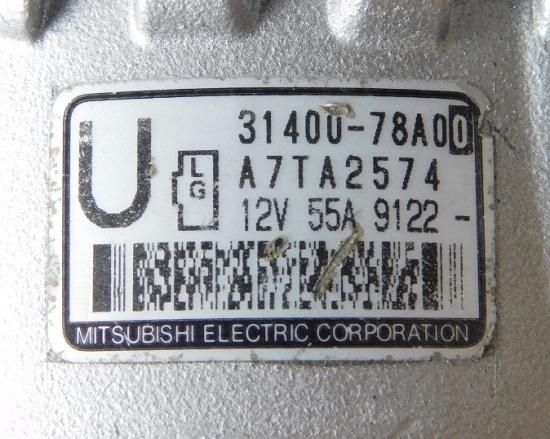 U
31400-78A00
L
G
A7TA2574
12V 55A 9122 -
MITSUBISHI ELECTRIC CORPORATION